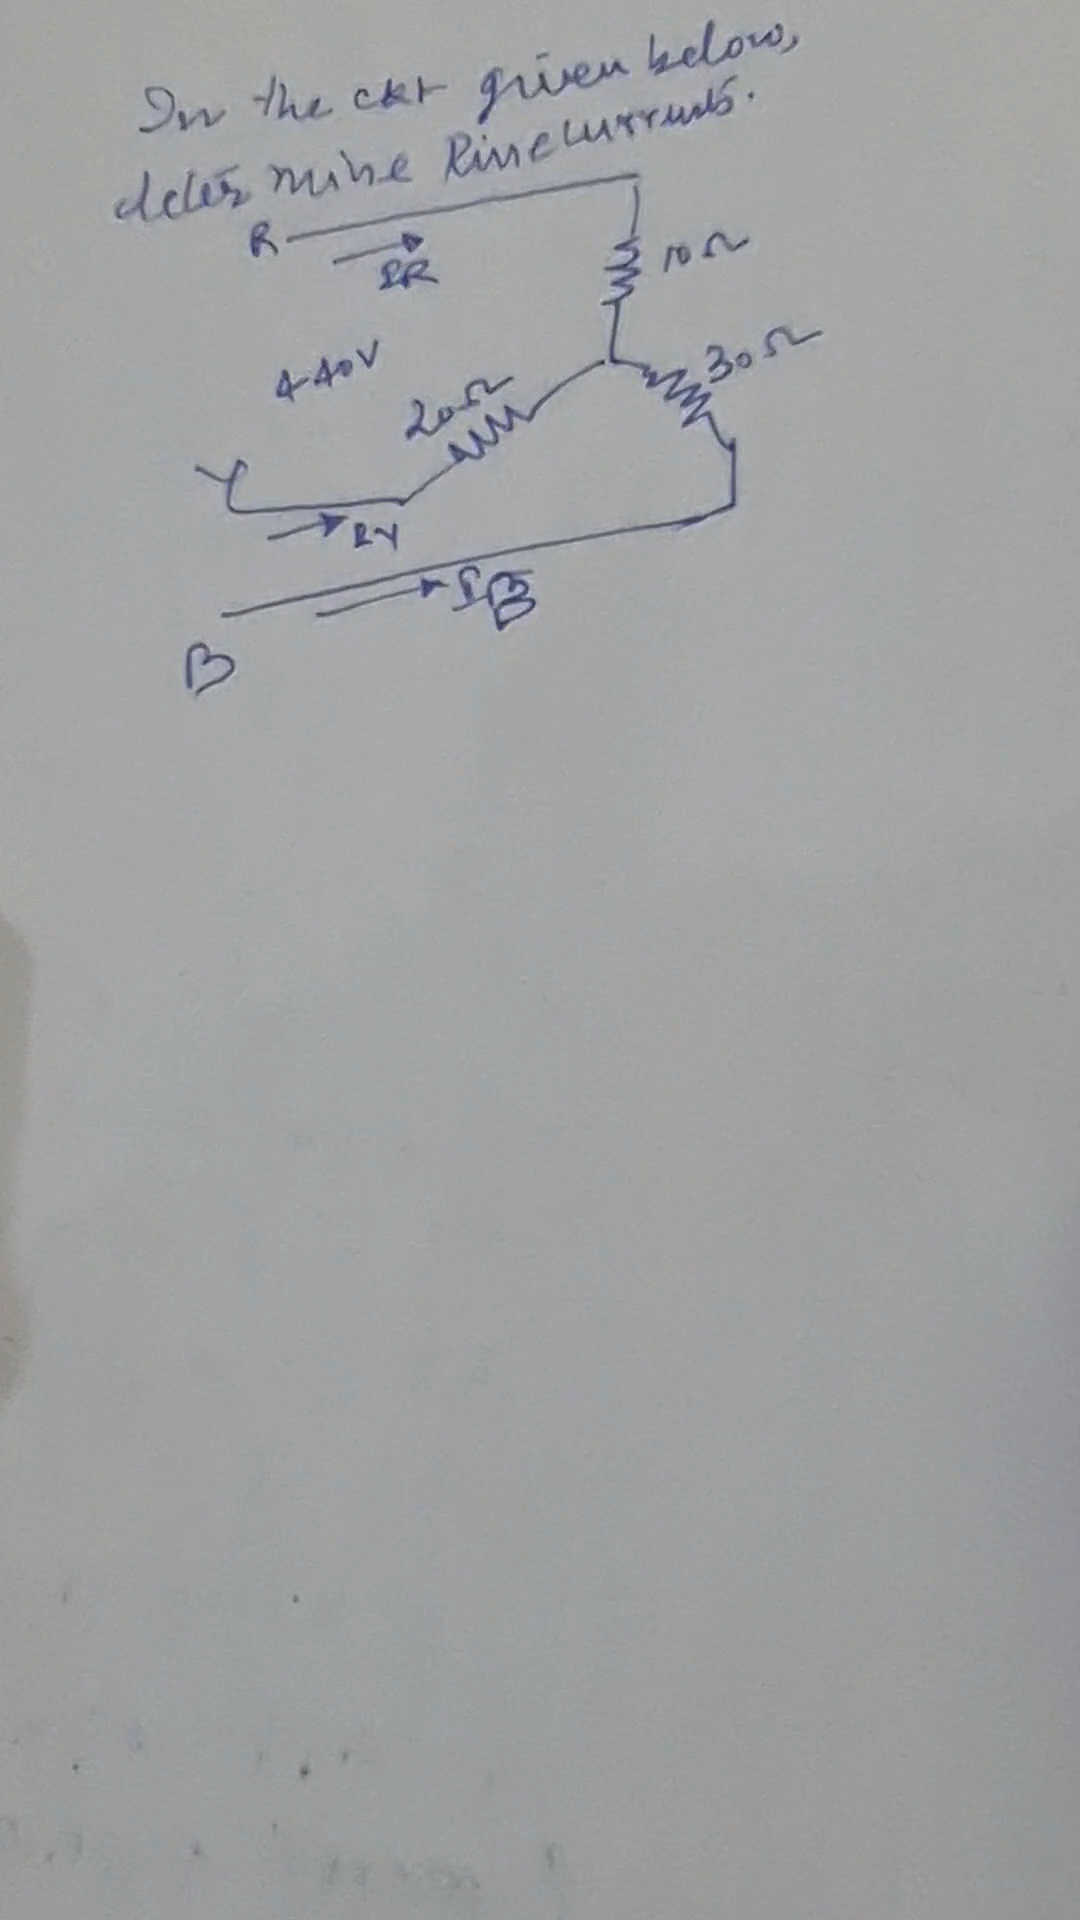 In the ckt given below,
determine Line currents.
R
IR
10Ω
440V
20Ω
30Ω
Y
IY
IB
B